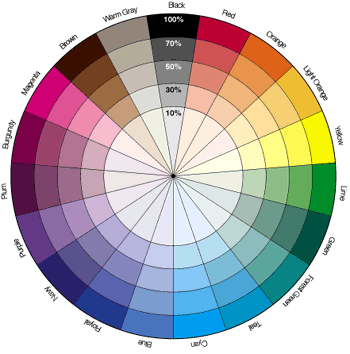 Black
Red
Orange
Light Orange
Yellow
Lime
Green
Forest Green
Teal
Cyan
Blue
Royal
Navy
Purple
Plum
Burgundy
Magenta
Brown
Warm Gray
100%
70%
50%
30%
10%